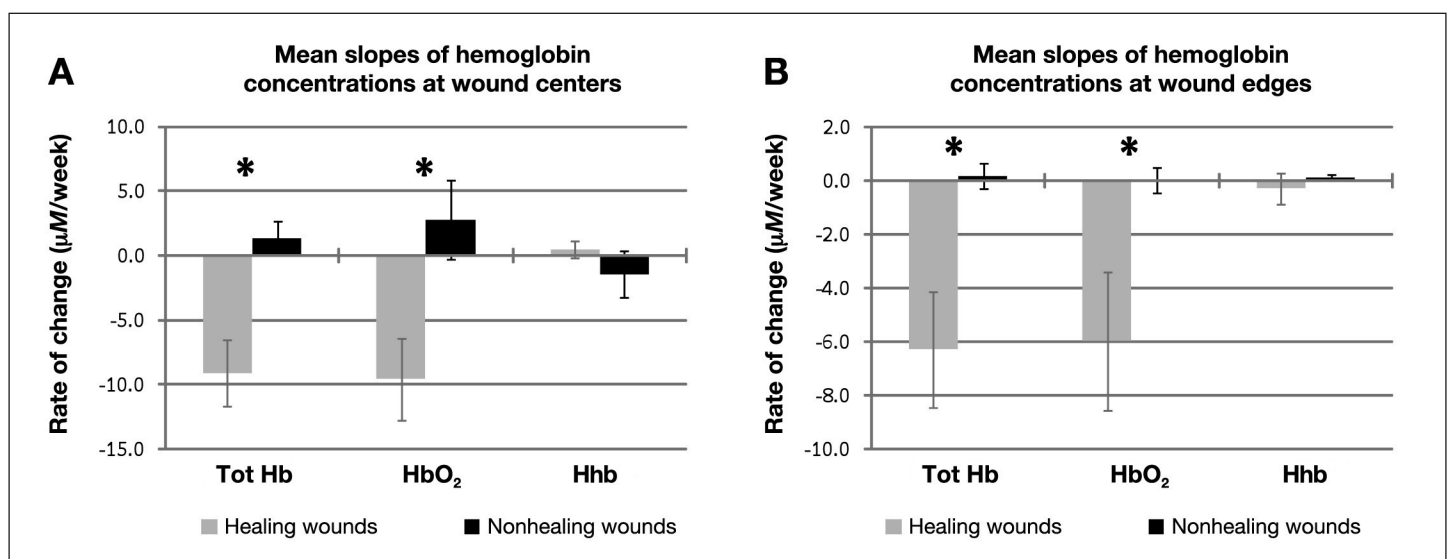 A
Mean slopes of hemoglobin
concentrations at wound centers
Rate of change (μM/week)
10.0
5.0
0.0
-5.0
-10.0
-15.0
*
*
Tot Hb
HbO₂
Hhb
Healing wounds
Nonhealing wounds
B
Mean slopes of hemoglobin
concentrations at wound edges
Rate of change (μM/week)
2.0
0.0
-2.0
-4.0
-6.0
-8.0
-10.0
*
*
Tot Hb
HbO₂
Hhb
Healing wounds
Nonhealing wounds